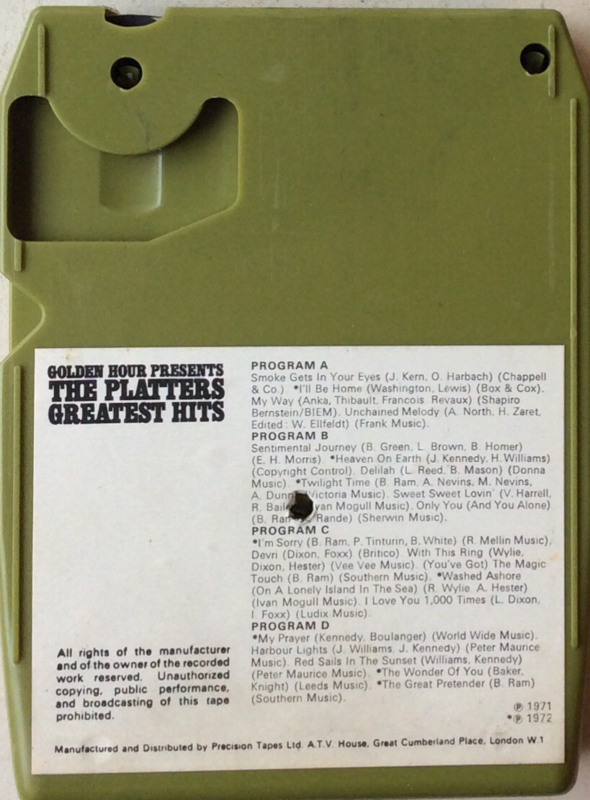 GOLDEN HOUR PRESENTS
THE PLATTERS
GREATEST HITS
PROGRAM A
Smoke Gets In Your Eyes (J. Kern, O. Harbach) (Chappell
& Co.) *I'll Be Home (Washington, Lewis) (Box & Cox).
My Way (Anka, Thibault, Francois, Revaux) (Shapiro
Bernstein/BIEM). Unchained Melody (A. North, H. Zaret,
Edited: W. Ellfeldt) (Frank Music).
PROGRAM B
Sentimental Journey (B. Green, L. Brown, B. Homer)
(E. H. Morris). *Heaven On Earth (J. Kennedy, H. Williams)
(Copyright Control). Delilah (L. Reed, B. Mason) (Donna
Music). *Twilight Time (B. Ram, A. Nevins, M. Nevins,
A. Victoria Music). Sweet Sweet Lovin' (V. Harrell,
R. Mogull Music). Only You (And You Alone)
(B. Rande) (Sherwin Music).
PROGRAM C
*I'm Sorry (B. Ram, P. Tinturin, B. White) (R. Mellin Music).
Devri (Dixon, Foxx) (Britico). With This Ring (Wylie,
Dixon, Hester) (Vee Vee Music). (You've Got) The Magic
Touch (B. Ram) (Southern Music). *Washed Ashore
(On A Lonely Island In The Sea) (R. Wylie, A. Hester)
(Ivan Mogull Music). I Love You 1,000 Times (L. Dixon,
I. Foxx) (Ludix Music).
PROGRAM D
*My Prayer (Kennedy, Boulanger) (World Wide Music).
Harbour Lights (J. Williams, J. Kennedy) (Peter Maurice
Music). Red Sails In The Sunset (Williams, Kennedy)
(Peter Maurice Music). *The Wonder Of You (Baker,
Knight) (Leeds Music). *The Great Pretender (B. Ram)
(Southern Music).
℗ 1971
*℗ 1972
All rights of the manufacturer
and of the owner of the recorded
work reserved. Unauthorized
copying, public performance,
and broadcasting of this tape
prohibited.
Manufactured and Distributed by Precision Tapes Ltd. A.T.V. House, Great Cumberland Place, London W.1